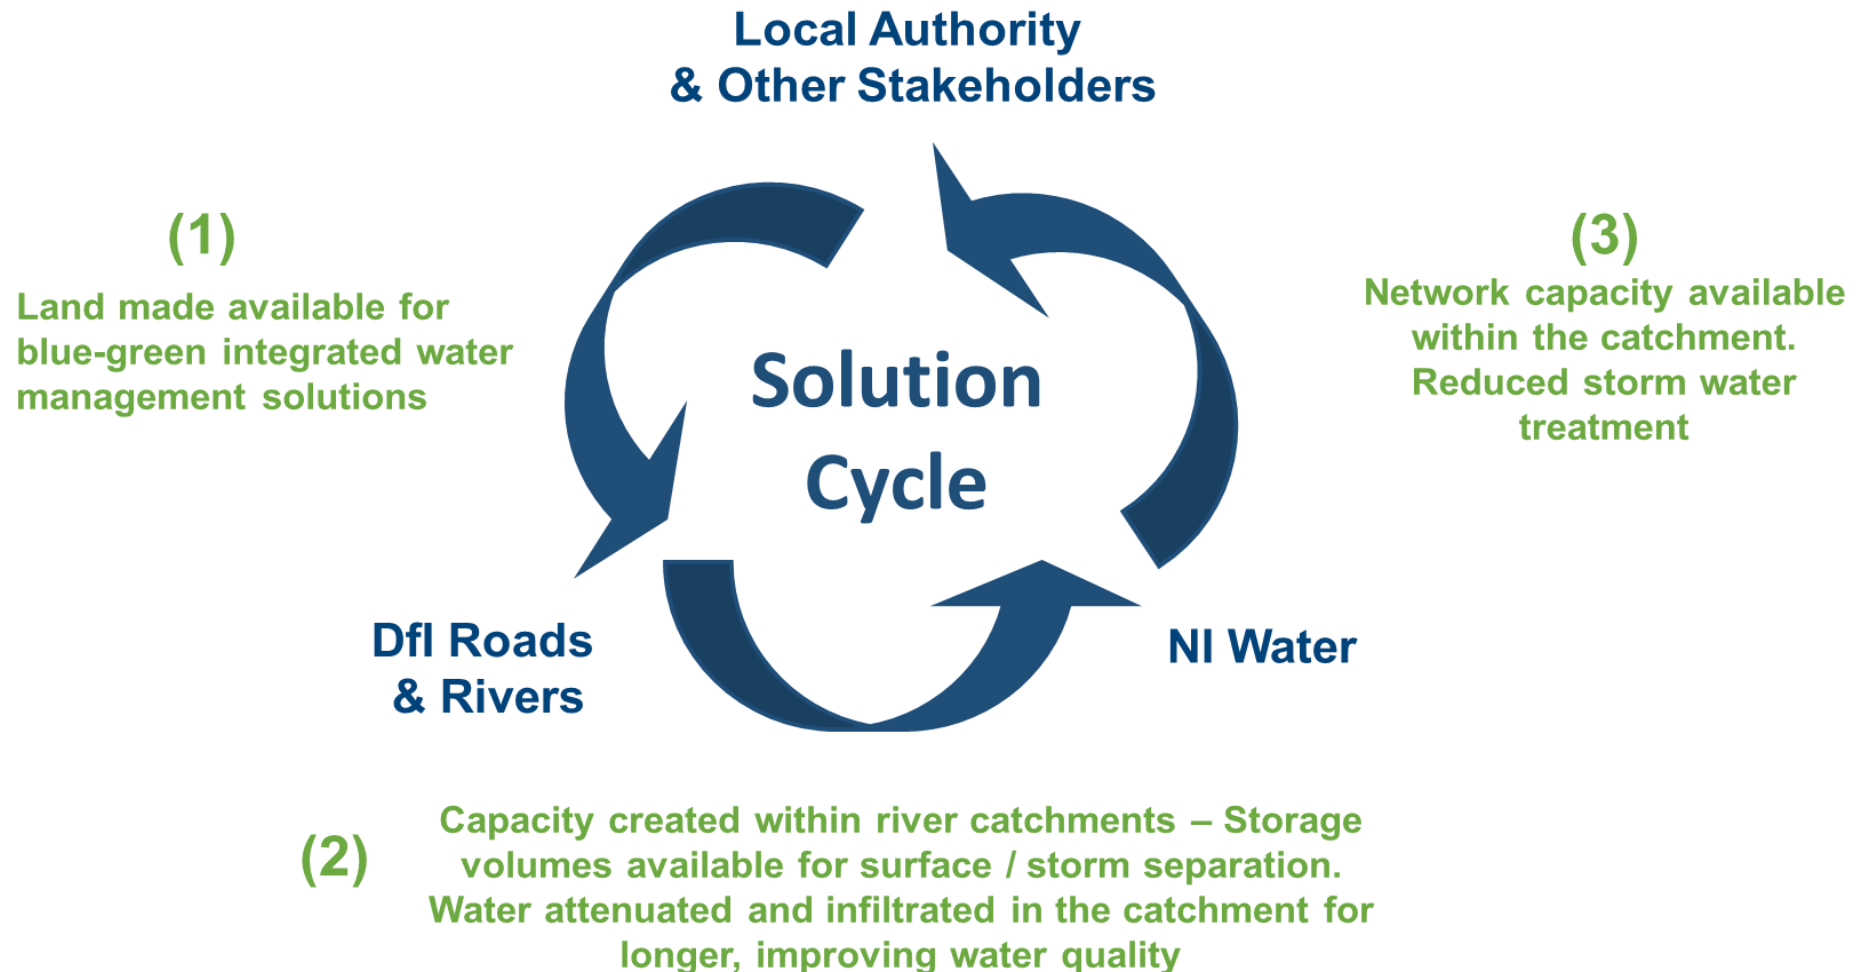 Local Authority
& Other Stakeholders
(1)
Land made available for
blue-green integrated water
management solutions
(3)
Network capacity available
within the catchment.
Reduced storm water
treatment
Solution
Cycle
DfI Roads
& Rivers
NI Water
(2)
Capacity created within river catchments – Storage
volumes available for surface / storm separation.
Water attenuated and infiltrated in the catchment for
longer, improving water quality